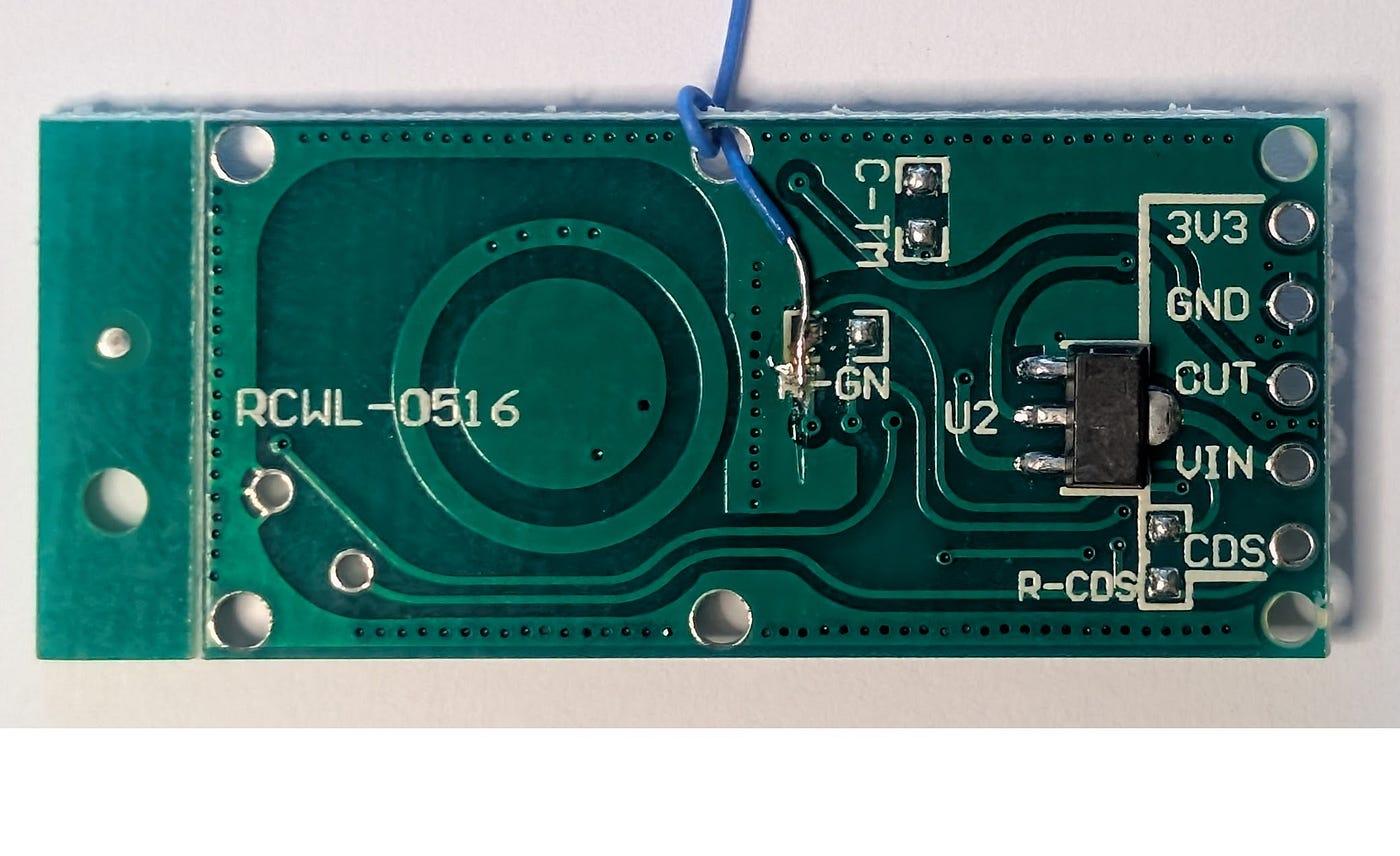 C-TM
3V3
GND
R-GN
OUT
RCWL-0516
U2
VIN
CDS
R-CDS